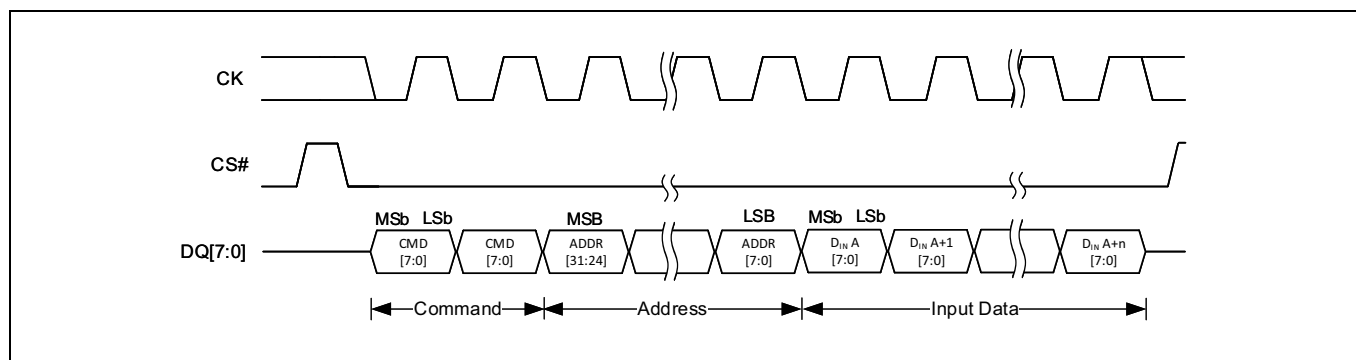 CK
CS#
MSb LSb MSB LSB MSb LSb
DQ[7:0]
CMD CMD ADDR ADDR DIN A DIN A+1 DIN A+n
[7:0] [7:0] [31:24] [7:0] [7:0] [7:0] [7:0]
Command Address Input Data